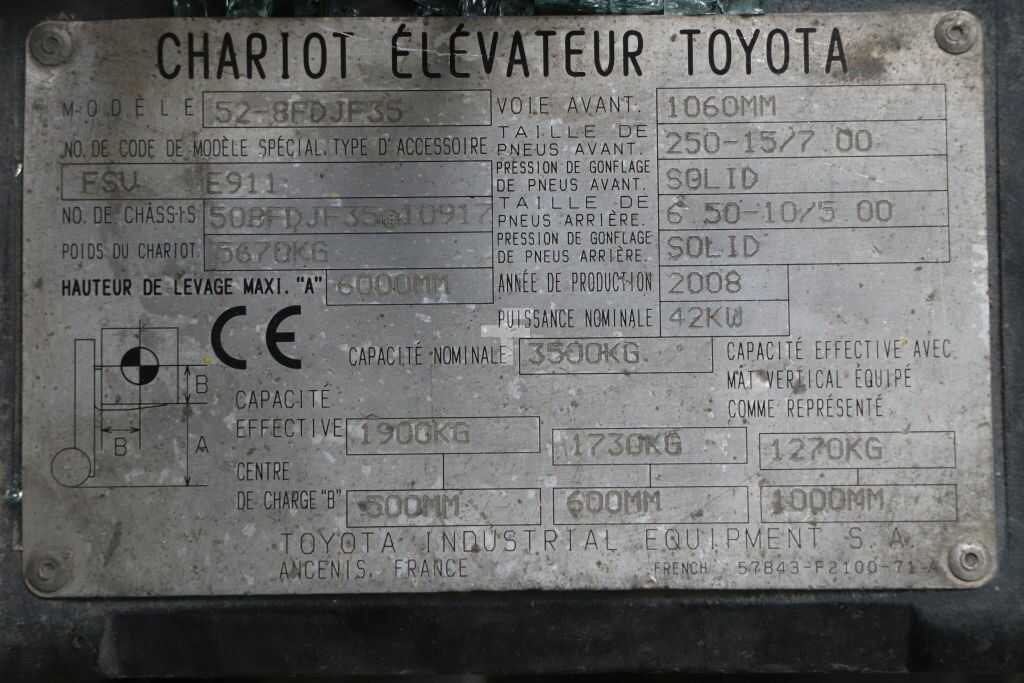 CHARIOT ÉLÉVATEUR TOYOTA
MODÈLE 52-8FDJF35
NO. DE CODE DE MODÈLE SPÉCIAL. TYPE D'ACCESSOIRE
FSV E911
NO. DE CHÂSSIS 508FDJF35@10917
POIDS DU CHARIOT. 5670KG
HAUTEUR DE LEVAGE MAXI. "A" 6000MM
VOIE AVANT. 1060MM
TAILLE DE
PNEUS AVANT. 250-15/7.00
PRESSION DE GONFLAGE
DE PNEUS AVANT. SOLID
TAILLE DE
PNEUS ARRIÈRE. 6.50-10/5.00
PRESSION DE GONFLAGE
DE PNEUS ARRIÈRE. SOLID
ANNÉE DE PRODUCTION 2008
PUISSANCE NOMINALE 42KW
CE
CAPACITÉ NOMINALE 3500KG
CAPACITÉ EFFECTIVE AVEC
MÂT VERTICAL ÉQUIPÉ
COMME REPRÉSENTÉ
B
B
A
CAPACITÉ
EFFECTIVE 1900KG 1730KG 1270KG
CENTRE
DE CHARGE "B" 500MM 600MM 1000MM
TOYOTA INDUSTRIAL EQUIPMENT S.A.
ANCENIS, FRANCE
FRENCH 57843-F2100-71-A